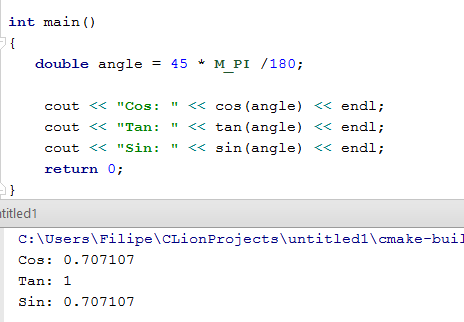 int main()
{
double angle = 45 * M_PI /180;
cout << "Cos: " << cos(angle) << endl;
cout << "Tan: " << tan(angle) << endl;
cout << "Sin: " << sin(angle) << endl;
return 0;
}
ntitled1
C:\Users\Filipe\CLionProjects\untitled1\cmake-buil
Cos: 0.707107
Tan: 1
Sin: 0.707107